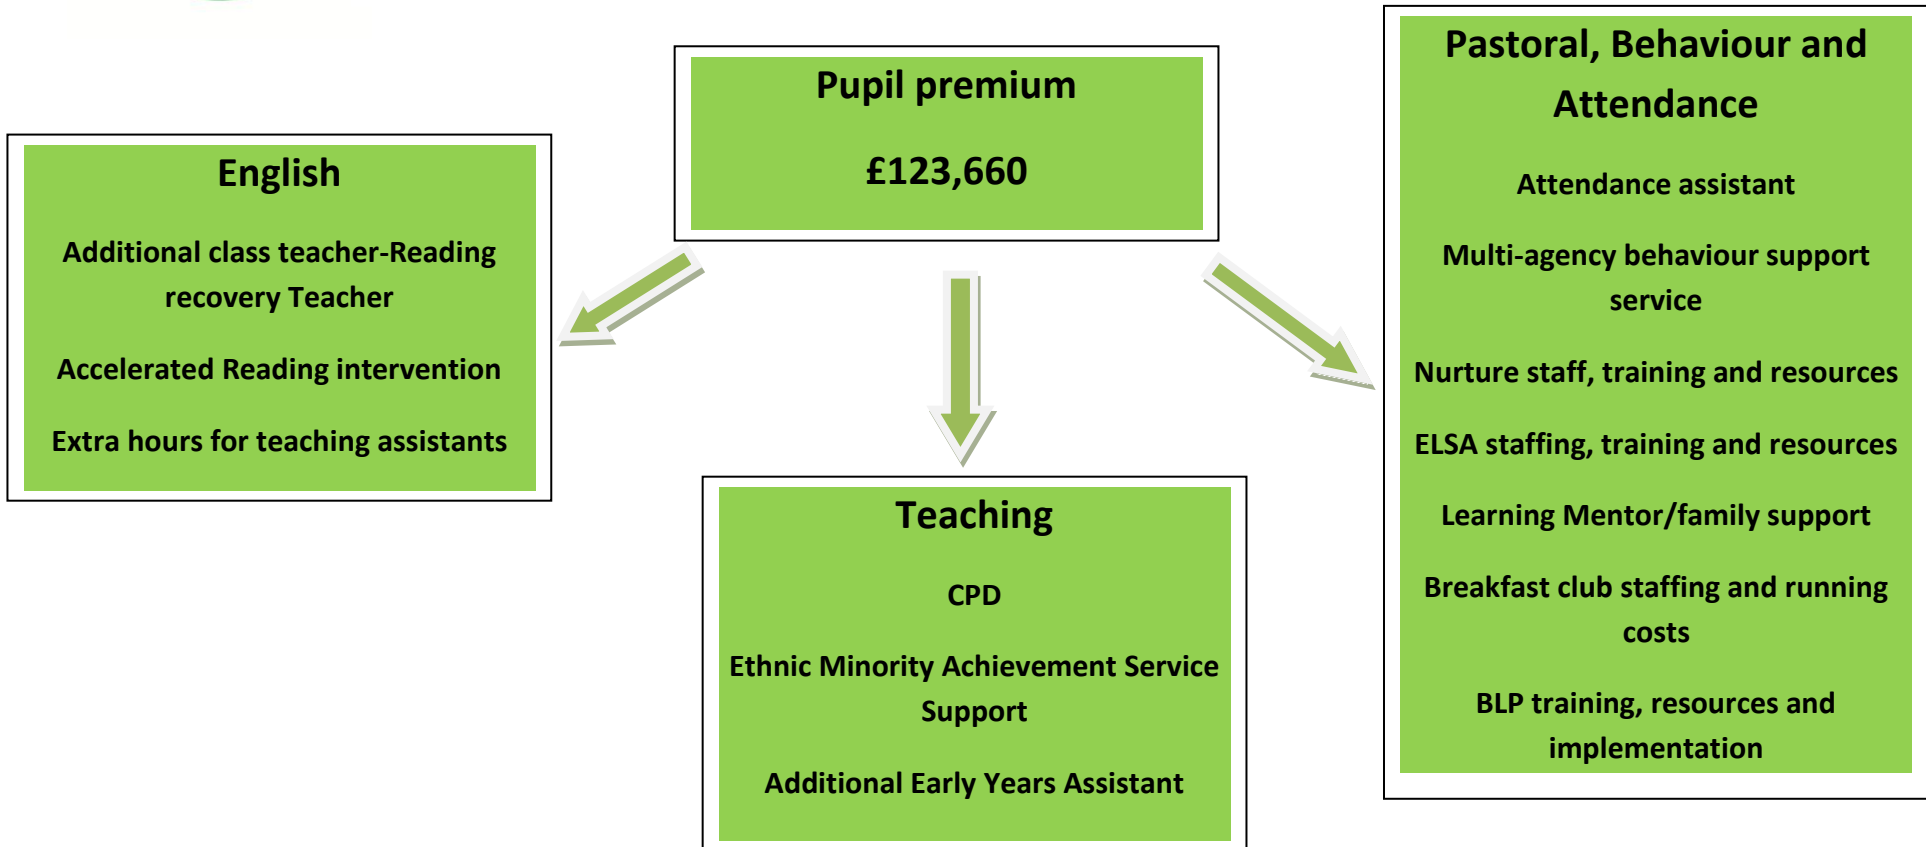 Pupil premium
£123,660
English
Additional class teacher-Reading
recovery Teacher
Accelerated Reading intervention
Extra hours for teaching assistants
Teaching
CPD
Ethnic Minority Achievement Service
Support
Additional Early Years Assistant
Pastoral, Behaviour and
Attendance
Attendance assistant
Multi-agency behaviour support
service
Nurture staff, training and resources
ELSA staffing, training and resources
Learning Mentor/family support
Breakfast club staffing and running
costs
BLP training, resources and
implementation